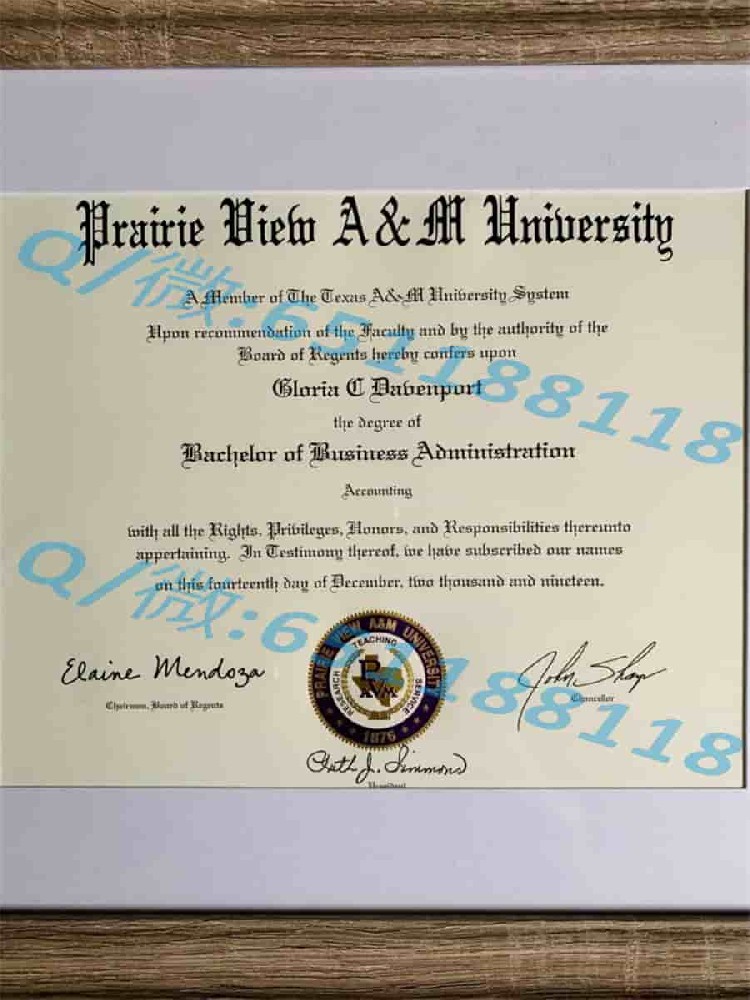 Prairie View A&M University
A Member of The Texas A&M University System
Upon recommendation of the Faculty and by the authority of the
Board of Regents hereby confers upon
Gloria C Davenport
the degree of
Bachelor of Business Administration
Accounting
with all the Rights, Privileges, Honors, and Responsibilities thereunto
appertaining. In Testimony thereof, we have subscribed our names
on this fourteenth day of December, two thousand and nineteen.
Q/微:651188118
Q/微:651188118
PRAIRIE VIEW A&M UNIVERSITY
TEACHING
RESEARCH
SERVICE
1876
Elaine Mendoza
Chairman, Board of Regents
John Sharp
Chancellor
Ruth J. Simmons
President